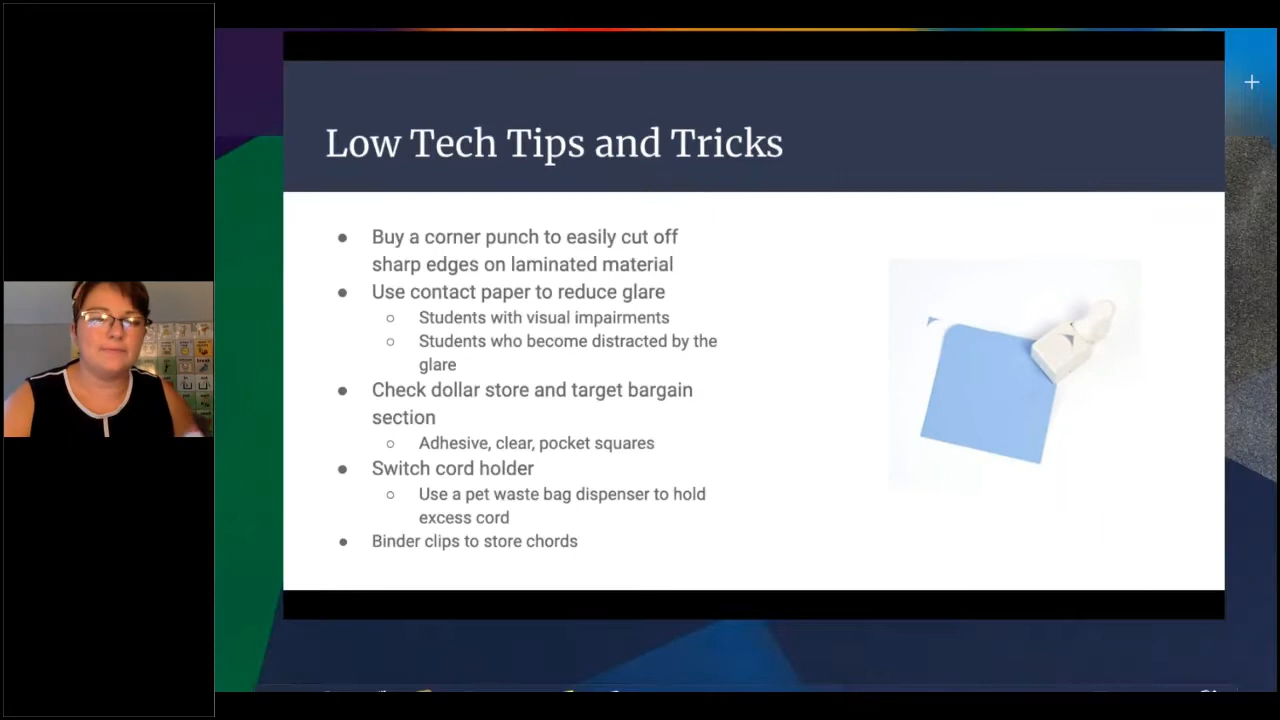 Low Tech Tips and Tricks
● Buy a corner punch to easily cut off
sharp edges on laminated material
● Use contact paper to reduce glare
○ Students with visual impairments
○ Students who become distracted by the
glare
● Check dollar store and target bargain
section
○ Adhesive, clear, pocket squares
● Switch cord holder
○ Use a pet waste bag dispenser to hold
excess cord
● Binder clips to store chords